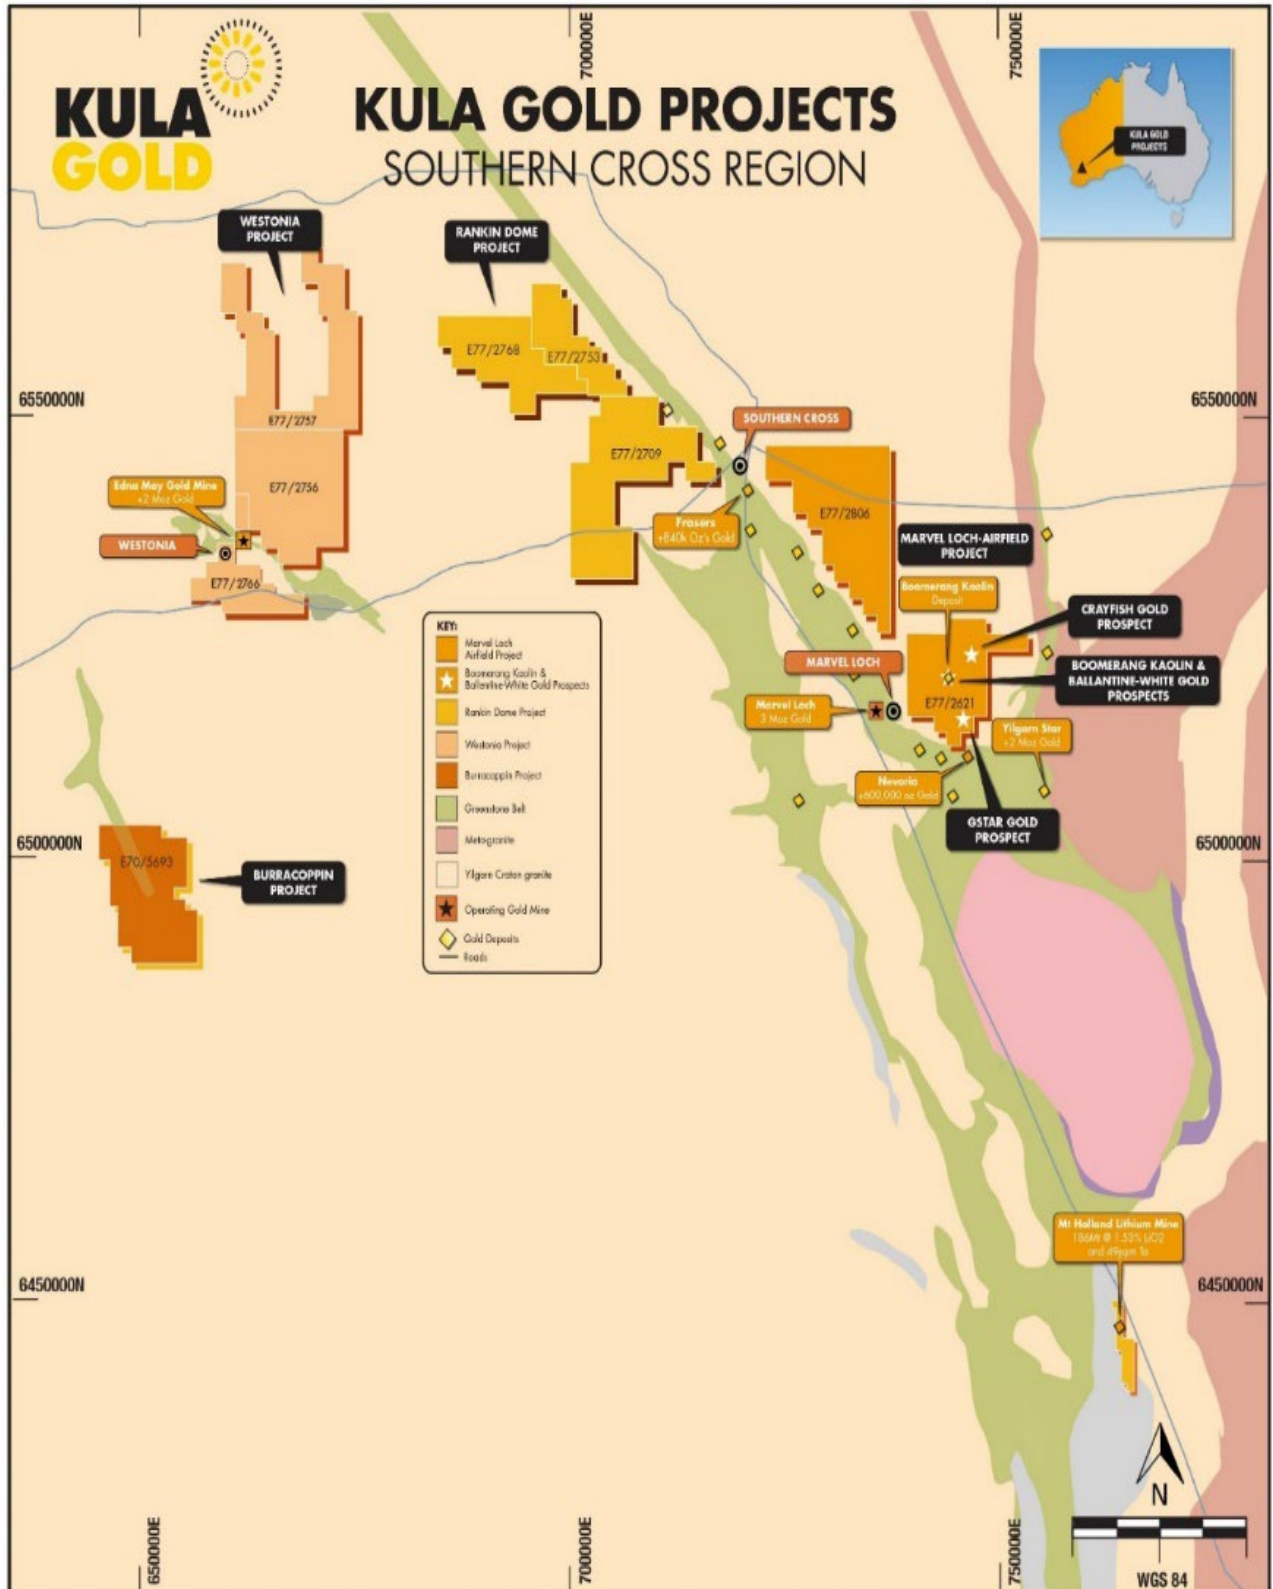 700000E
750000E
KULA
GOLD
KULA GOLD PROJECTS
SOUTHERN CROSS REGION
KULA GOLD
PROJECTS
WESTONIA
PROJECT
RANKIN DOME
PROJECT
E77/2768
E77/2753
6550000N
6550000N
E77/2757
SOUTHERN CROSS
E77/2709
Edna May Gold Mine
+2 Moz Gold
E77/2756
Frasers
+840k Oz's Gold
E77/2806
WESTONIA
MARVEL LOCH-AIRFIELD
PROJECT
E77/2766
Boomerang Kaolin
Deposit
CRAYFISH GOLD
PROSPECT
MARVEL LOCH
BOOMERANG KAOLIN &
BALLANTINE-WHITE GOLD
PROSPECTS
E77/2621
Marvel Loch
3 Moz Gold
Yilgarn Star
+2 Moz Gold
Nevoria
+600,000 oz Gold
GSTAR GOLD
PROSPECT
KEY:
Marvel Loch
Airfield Project
Boomerang Kaolin &
Ballantine-White Gold Prospects
Rankin Dome Project
Westonia Project
Burracoppin Project
Greenstone Belt
Metagranite
Yilgarn Craton granite
Operating Gold Mine
Gold Deposits
Roads
6500000N
6500000N
E70/5693
BURRACOPPIN
PROJECT
Mt Holland Lithium Mine
186Mt @ 1.53% LiO2
and 49ppm Ta
6450000N
6450000N
N
650000E
700000E
750000E
WGS 84